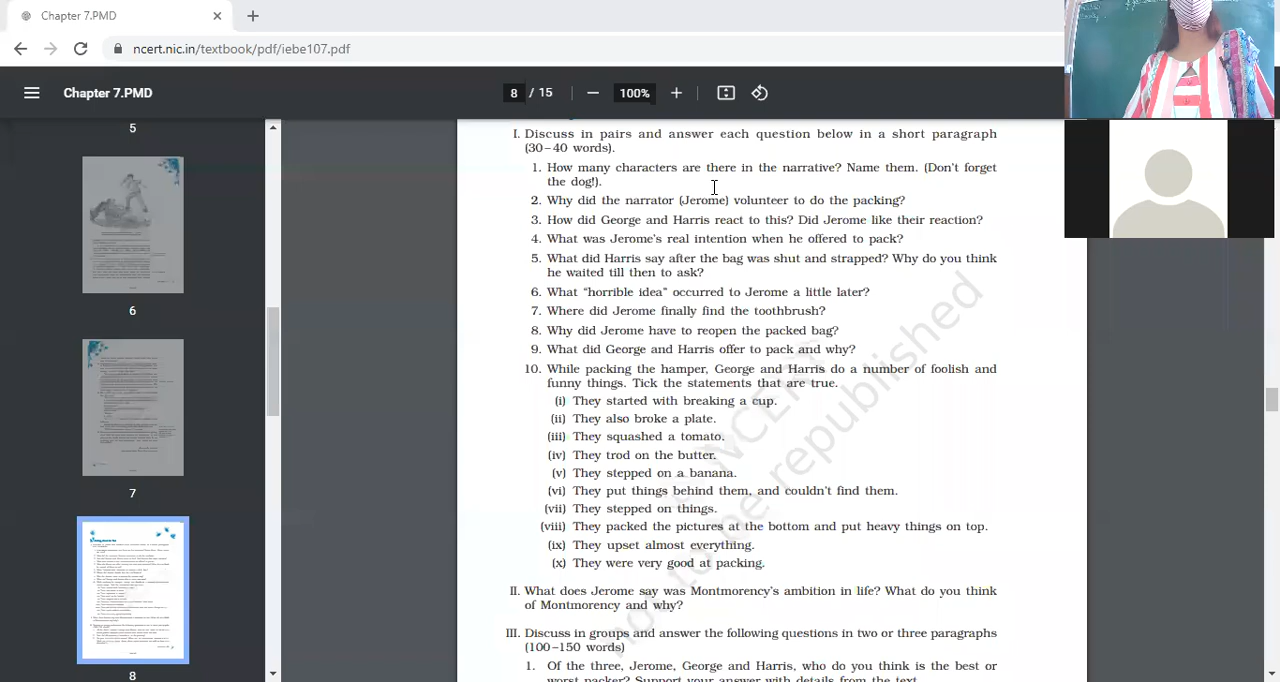 Chapter 7.PMD
ncert.nic.in/textbook/pdf/iebe107.pdf
Chapter 7.PMD
8 / 15
100%
5
6
7
8
I. Discuss in pairs and answer each question below in a short paragraph
(30–40 words).
1. How many characters are there in the narrative? Name them. (Don't forget
the dog!).
2. Why did the narrator (Jerome) volunteer to do the packing?
3. How did George and Harris react to this? Did Jerome like their reaction?
4. What was Jerome's real intention when he offered to pack?
5. What did Harris say after the bag was shut and strapped? Why do you think
he waited till then to ask?
6. What "horrible idea" occurred to Jerome a little later?
7. Where did Jerome finally find the toothbrush?
8. Why did Jerome have to reopen the packed bag?
9. What did George and Harris offer to pack and why?
10. While packing the hamper, George and Harris do a number of foolish and
funny things. Tick the statements that are true.
(i) They started with breaking a cup.
(ii) They also broke a plate.
(iii) They squashed a tomato.
(iv) They trod on the butter.
(v) They stepped on a banana.
(vi) They put things behind them, and couldn't find them.
(vii) They stepped on things.
(viii) They packed the pictures at the bottom and put heavy things on top.
(ix) They upset almost everything.
(x) They were very good at packing.
II. What does Jerome say was Montmorency's ambition in life? What do you think
of Montmorency and why?
III. Discuss in groups and answer the following questions in two or three paragraphs
(100–150 words)
1. Of the three, Jerome, George and Harris, who do you think is the best or
worst packer? Support your answer with details from the text.
be republished